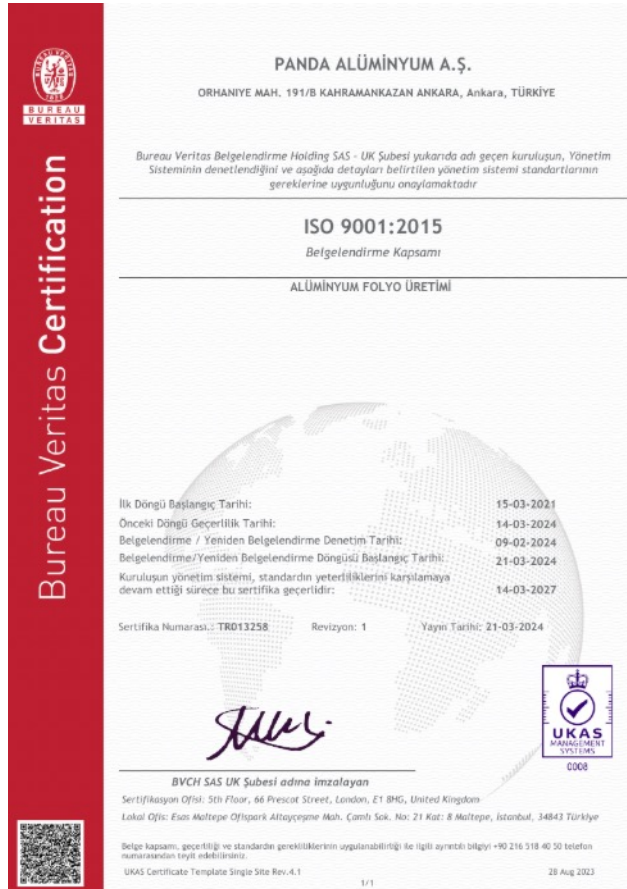 BUREAU
VERITAS
Bureau Veritas Certification
PANDA ALÜMİNYUM A.Ş.
ORHANIYE MAH. 191/B KAHRAMANKAZAN ANKARA, Ankara, TÜRKİYE
Bureau Veritas Belgelendirme Holding SAS – UK Şubesi yukarıda adı geçen kuruluşun, Yönetim
Sisteminin denetlendiğini ve aşağıda detayları belirtilen yönetim sistemi standartlarının
gereklerine uygunluğunu onaylamaktadır
ISO 9001:2015
Belgelendirme Kapsamı
ALÜMİNYUM FOLYO ÜRETİMİ
İlk Döngü Başlangıç Tarihi: 15-03-2021
Önceki Döngü Geçerlilik Tarihi: 14-03-2024
Belgelendirme / Yeniden Belgelendirme Denetim Tarihi: 09-02-2024
Belgelendirme/Yeniden Belgelendirme Döngüsü Başlangıç Tarihi: 21-03-2024
Kuruluşun yönetim sistemi, standardın yeterliliklerini karşılamaya
devam ettiği sürece bu sertifika geçerlidir: 14-03-2027
Sertifika Numarası.: TR013258 Revizyon: 1 Yayın Tarihi: 21-03-2024
UKAS
MANAGEMENT
SYSTEMS
0008
BVCH SAS UK Şubesi adına imzalayan
Sertifikasyon Ofisi: 5th Floor, 66 Prescot Street, London, E1 8HG, United Kingdom
Lokal Ofis: Esas Maltepe Ofispark Altayçeşme Mah. Çamlı Sok. No: 21 Kat: 8 Maltepe, İstanbul, 34843 Türkiye
Belge kapsamı, geçerliliği ve standardın gerekliliklerinin uygulanabilirliği ile ilgili ayrıntılı bilgiyi +90 216 518 40 50 telefon
numarasından teyit edebilirsiniz.
UKAS Certificate Template Single Site Rev.4.1 28 Aug 2023
1/1